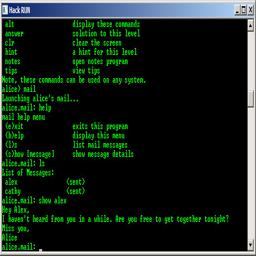 Hack RUN
alt display these commands
answer solution to this level
clr clear the screen
hint a hint for this level
notes open notes program
tips view tips
Note, these commands can be used on any system.
alice) mail
Launching alice's mail...
alice.mail: help
mail help menu
(e)xit exits this program
(h)elp display this menu
(l)s list mail messages
(s)how [message] show message details
alice.mail: ls
List of Messages:
alex (sent)
cathy (sent)
alice.mail: show alex
Hey Alex,
I haven't heard from you in a while. Are you free to get together tonight?
Miss you,
Alice
alice.mail: